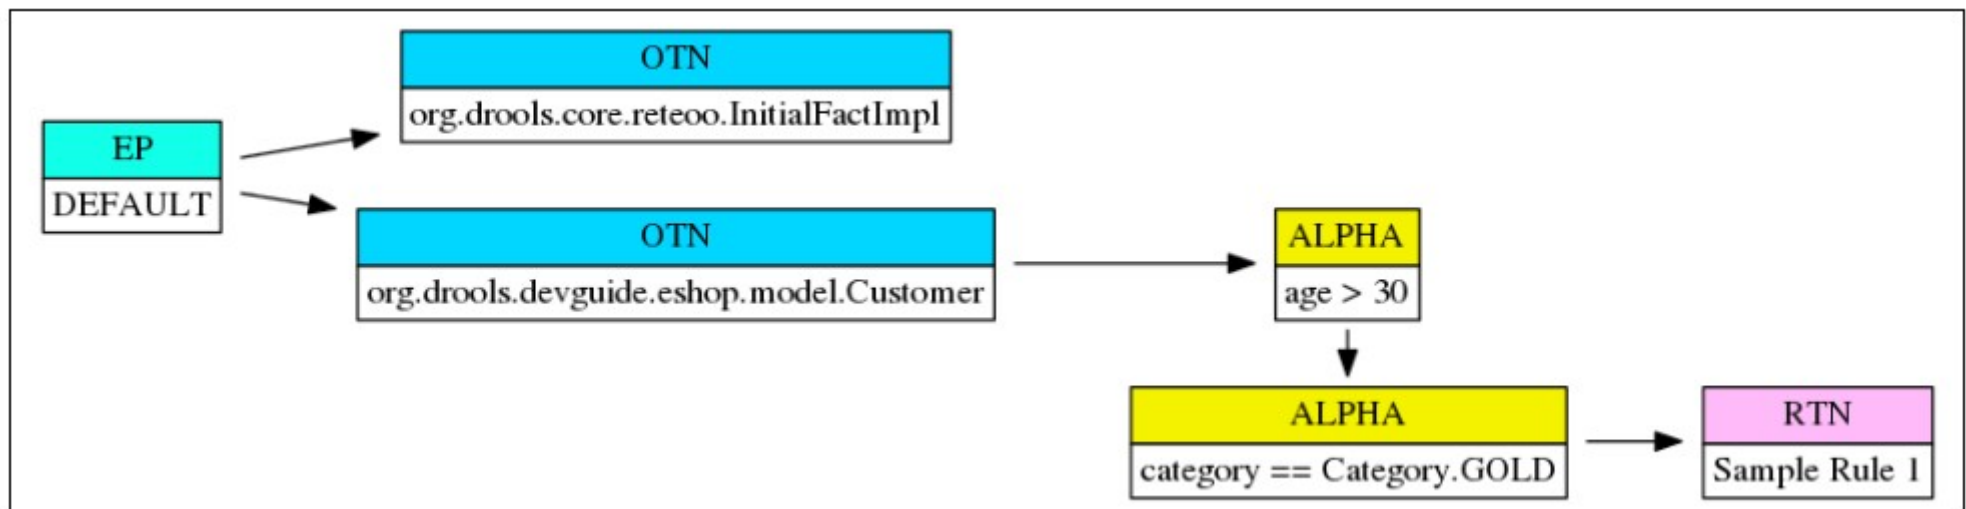 OTN
org.drools.core.reteoo.InitialFactImpl
EP
DEFAULT
OTN
org.drools.devguide.eshop.model.Customer
ALPHA
age > 30
ALPHA
category == Category.GOLD
RTN
Sample Rule 1